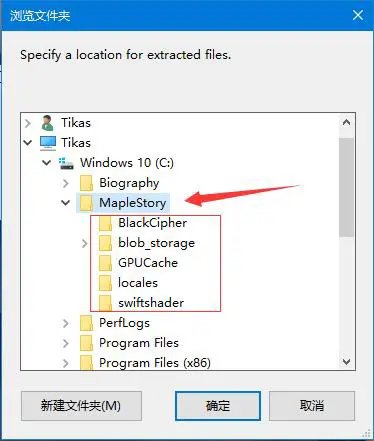 浏览文件夹
Specify a location for extracted files.
Tikas
Tikas
Windows 10 (C:)
Biography
MapleStory
BlackCipher
blob_storage
GPUCache
locales
swiftshader
PerfLogs
Program Files
Program Files (x86)
新建文件夹(M)
确定
取消